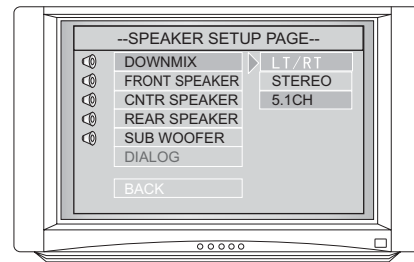 --SPEAKER SETUP PAGE--
DOWNMIX LT/RT
FRONT SPEAKER STEREO
CNTR SPEAKER 5.1CH
REAR SPEAKER
SUB WOOFER
DIALOG
BACK